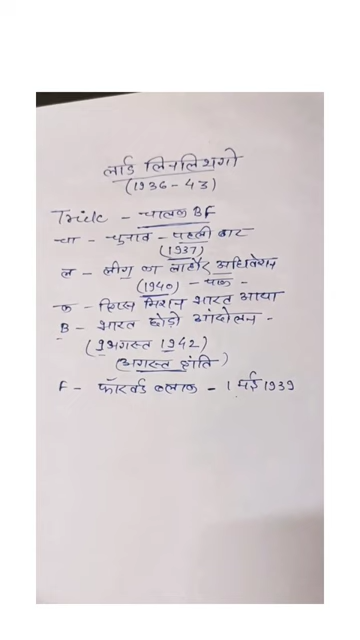 लार्ड लिनलिथगो
(1936-43)
Trick - चालक BF
चा - चुनाव - पहली बार
(1937)
ल - लीग का लाहौर अधिवेशन
(1940) - पाक -
क - क्रिप्स मिशन भारत आया
B - भारत छोड़ो आंदोलन -
(9 अगस्त 1942)
(अगस्त क्रांति)
F - फॉरवर्ड ब्लाक - 1 मई 1939